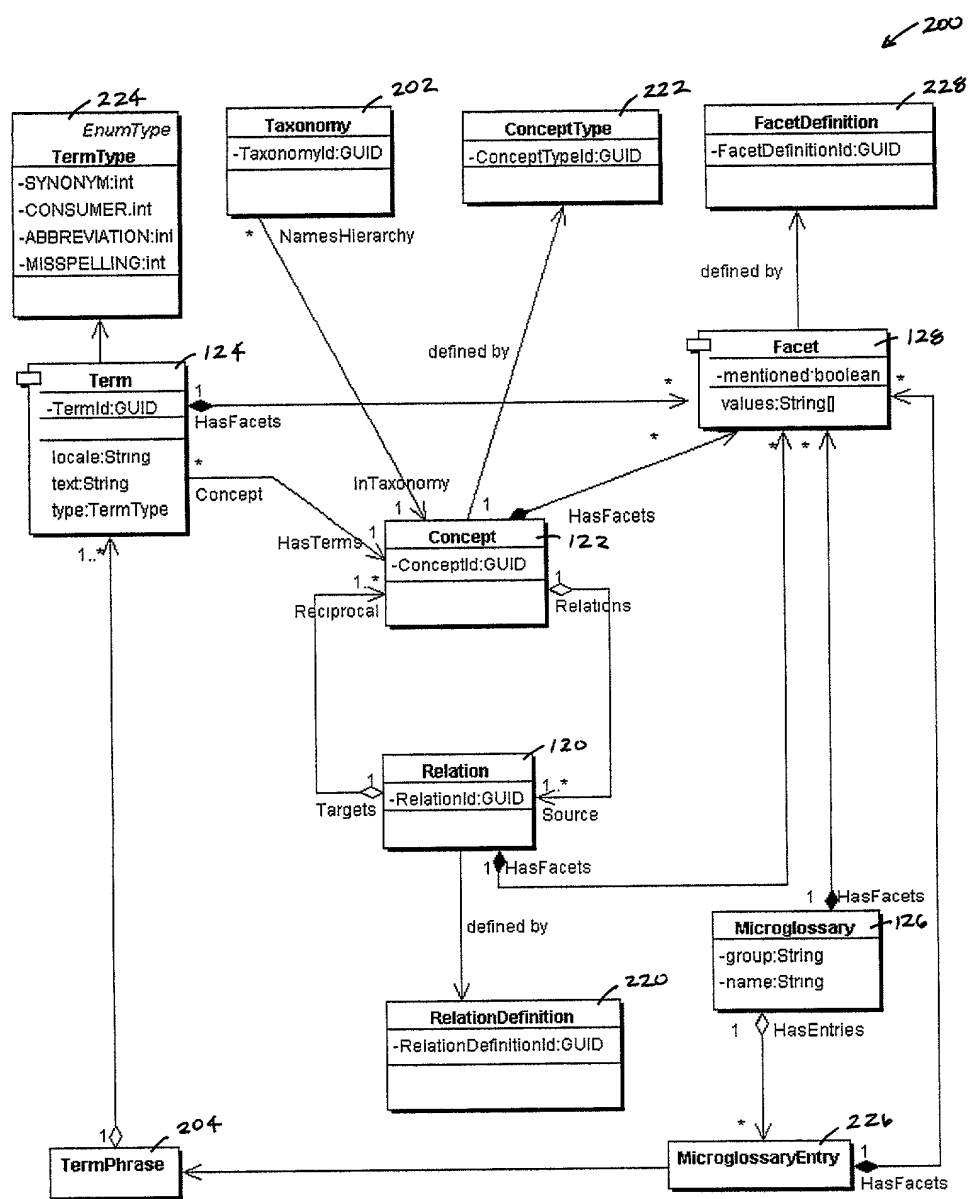 200
224
EnumType
TermType
-SYNONYM:int
-CONSUMER.int
-ABBREVIATION:int
-MISSPELLING:int
202
Taxonomy
-TaxonomyId:GUID
222
ConceptType
-ConceptTypeId:GUID
228
FacetDefinition
-FacetDefinitionId:GUID
*
NamesHierarchy
defined by
defined by
124
Term
-TermId:GUID
locale:String
text:String
type:TermType
1
HasFacets
*
128
Facet
-mentioned:boolean
values:String[]
*
*
*
*
*
Concept
InTaxonomy
1
1
HasFacets
1
HasTerms
122
Concept
-ConceptId:GUID
1..*
1..*
Reciprocal
1
Relations
120
Relation
-RelationId:GUID
1
Targets
1..*
Source
1
HasFacets
defined by
1
HasFacets
126
Microglossary
-group:String
-name:String
220
RelationDefinition
-RelationDefinitionId:GUID
1
HasEntries
*
1
204
TermPhrase
226
MicroglossaryEntry
1
HasFacets